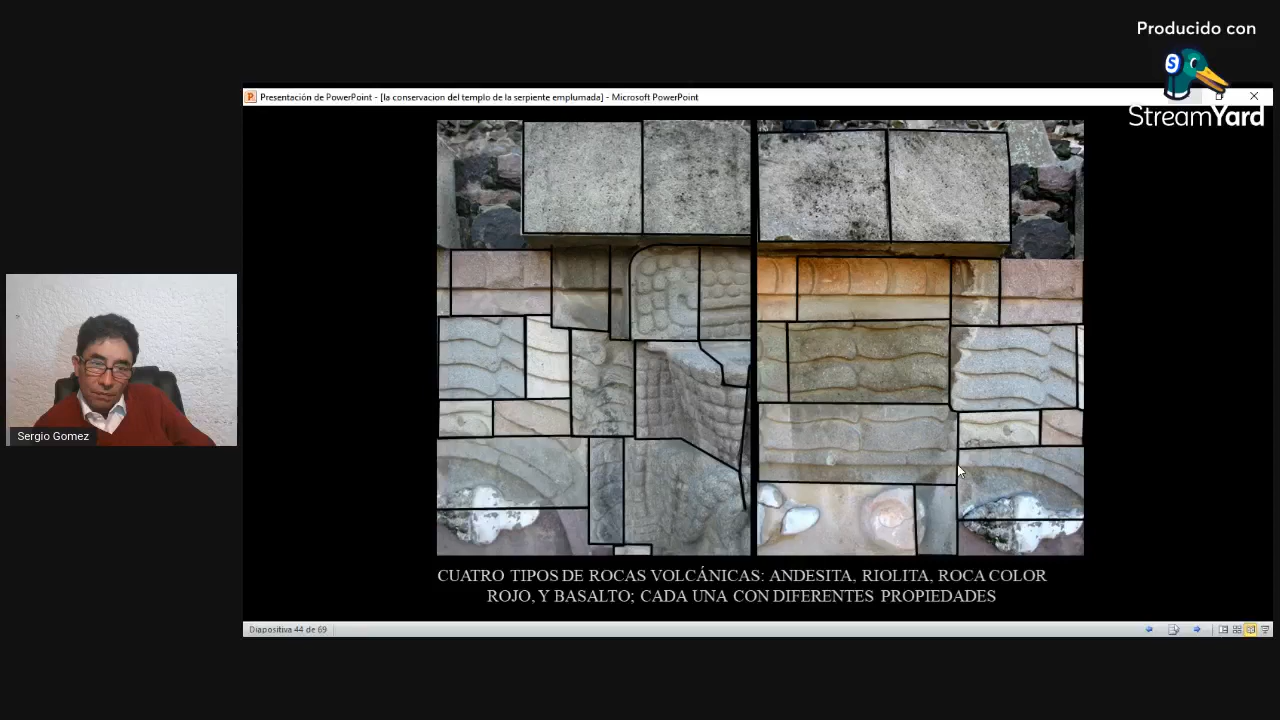 Producido con
StreamYard
Presentación de PowerPoint - [la conservacion del templo de la serpiente emplumada] - Microsoft PowerPoint
Sergio Gomez
CUATRO TIPOS DE ROCAS VOLCÁNICAS: ANDESITA, RIOLITA, ROCA COLOR
ROJO, Y BASALTO; CADA UNA CON DIFERENTES PROPIEDADES
Diapositiva 44 de 69